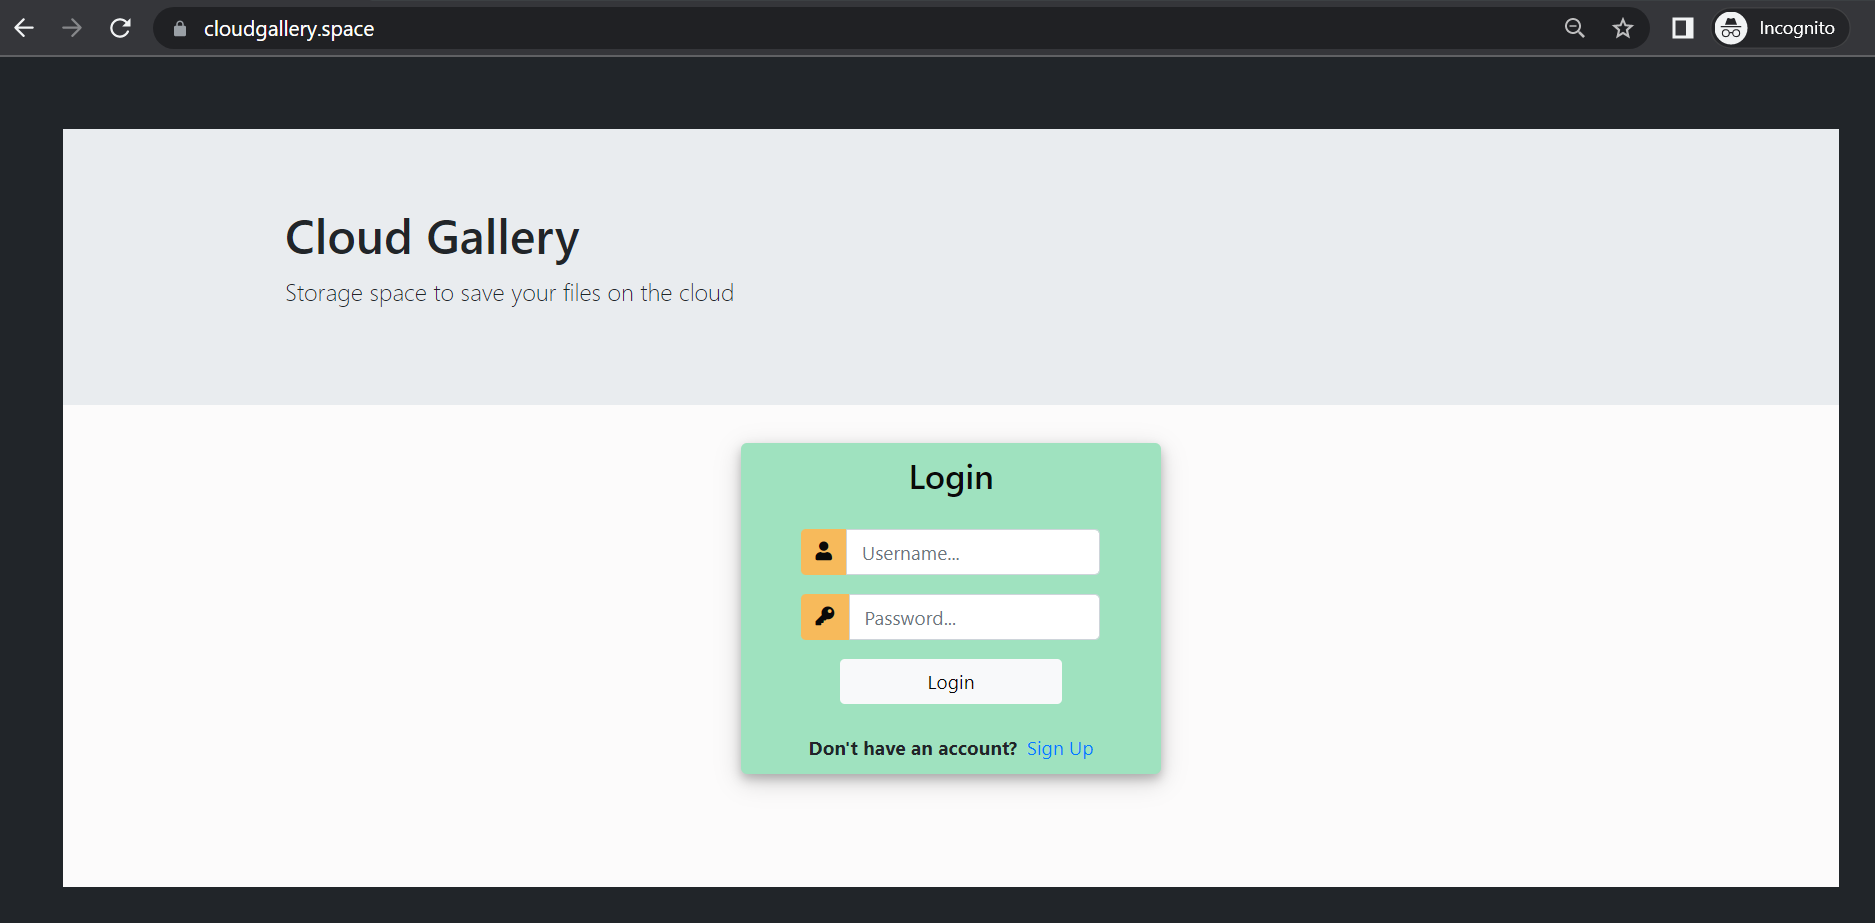 cloudgallery.space
Incognito
Cloud Gallery
Storage space to save your files on the cloud
Login
Username...
Password...
Login
Don't have an account? Sign Up